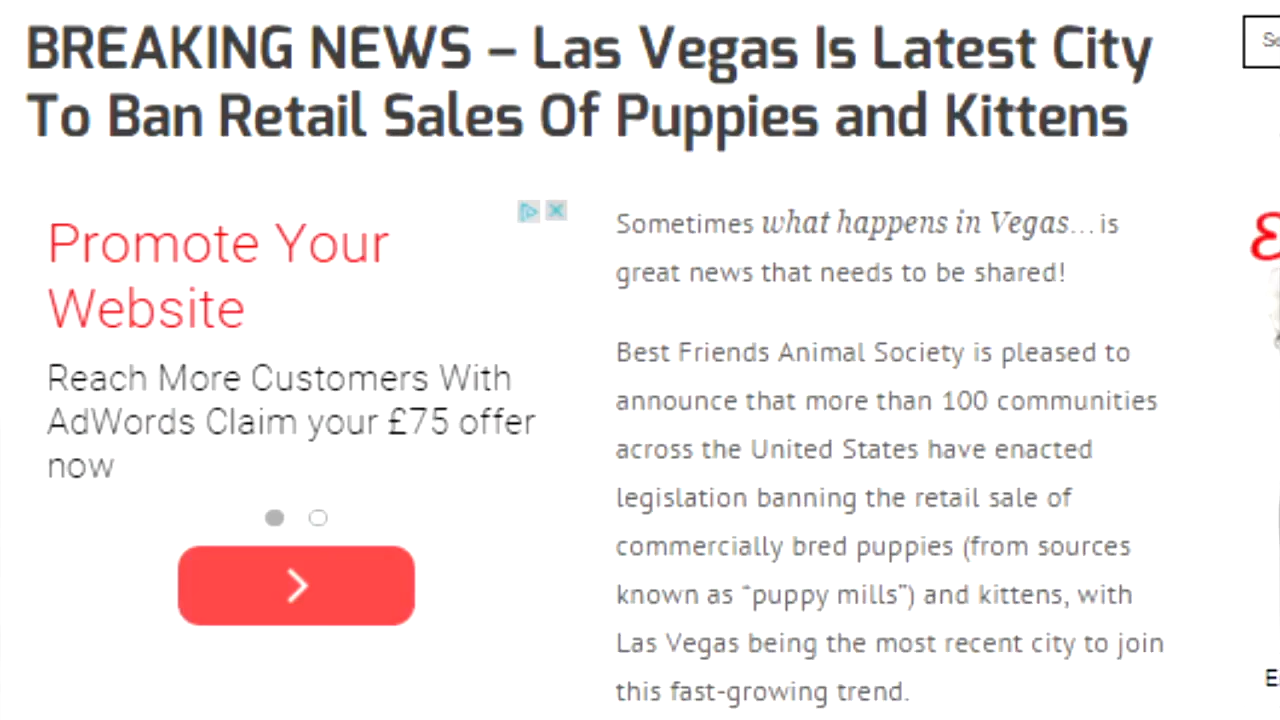 BREAKING NEWS – Las Vegas Is Latest City
To Ban Retail Sales Of Puppies and Kittens
Promote Your
Website
Reach More Customers With
AdWords Claim your £75 offer
now
Sometimes what happens in Vegas... is
great news that needs to be shared!
Best Friends Animal Society is pleased to
announce that more than 100 communities
across the United States have enacted
legislation banning the retail sale of
commercially bred puppies (from sources
known as “puppy mills”) and kittens, with
Las Vegas being the most recent city to join
this fast-growing trend.